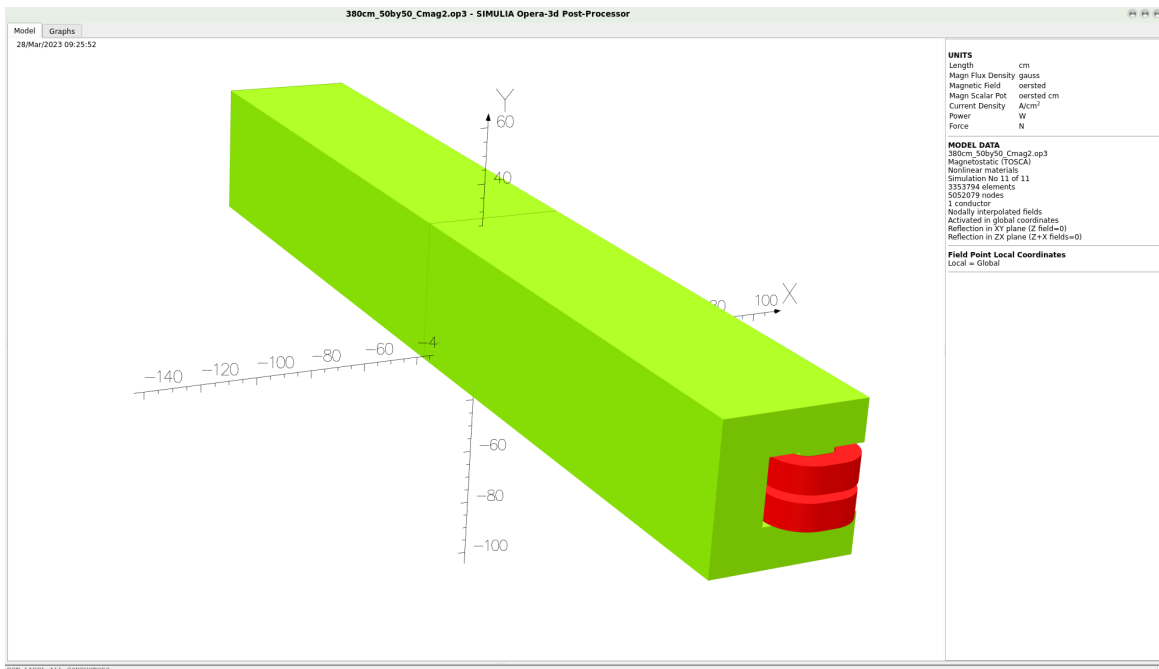 380cm_50by50_Cmag2.op3 - SIMULIA Opera-3d Post-Processor
Model Graphs
28/Mar/2023 09:25:52
Y
60
40
100 X
-4
-60
-80
-100
-120
-140
-60
-80
-100
UNITS
Length cm
Magn Flux Density gauss
Magnetic Field oersted
Magn Scalar Pot oersted cm
Current Density A/cm²
Power W
Force N
MODEL DATA
380cm_50by50_Cmag2.op3
Magnetostatic (TOSCA)
Nonlinear materials
Simulation No 11 of 11
3353794 elements
5052079 nodes
1 conductor
Nodally interpolated fields
Activated in global coordinates
Reflection in XY plane (Z field=0)
Reflection in ZX plane (Z+X fields=0)
Field Point Local Coordinates
Local = Global